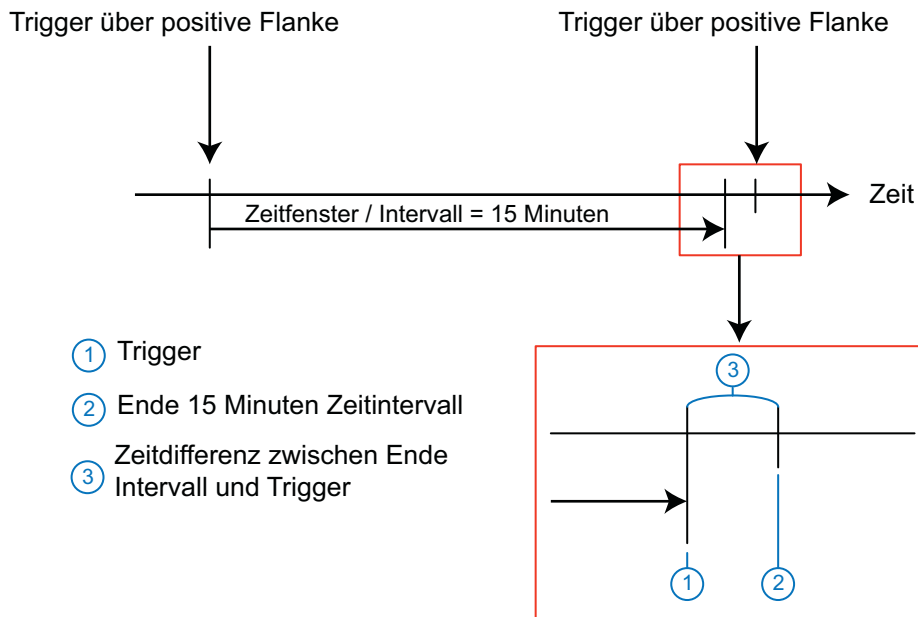 Trigger über positive Flanke
Trigger über positive Flanke
Zeit
Zeitfenster / Intervall = 15 Minuten
1 Trigger
2 Ende 15 Minuten Zeitintervall
3 Zeitdifferenz zwischen Ende
Intervall und Trigger
3
1
2